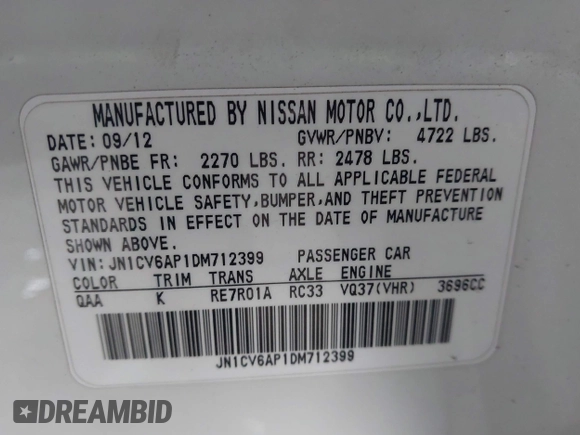 MANUFACTURED BY NISSAN MOTOR CO.,LTD.
DATE: 09/12 GVWR/PNBV: 4722 LBS.
GAWR/PNBE FR: 2270 LBS. RR: 2478 LBS.
THIS VEHICLE CONFORMS TO ALL APPLICABLE FEDERAL
MOTOR VEHICLE SAFETY,BUMPER,AND THEFT PREVENTION
STANDARDS IN EFFECT ON THE DATE OF MANUFACTURE
SHOWN ABOVE.
VIN: JN1CV6AP1DM712399 PASSENGER CAR
COLOR TRIM TRANS AXLE ENGINE
QAA K RE7R01A RC33 VQ37(VHR) 3696CC
JN1CV6AP1DM712399
DREAMBID